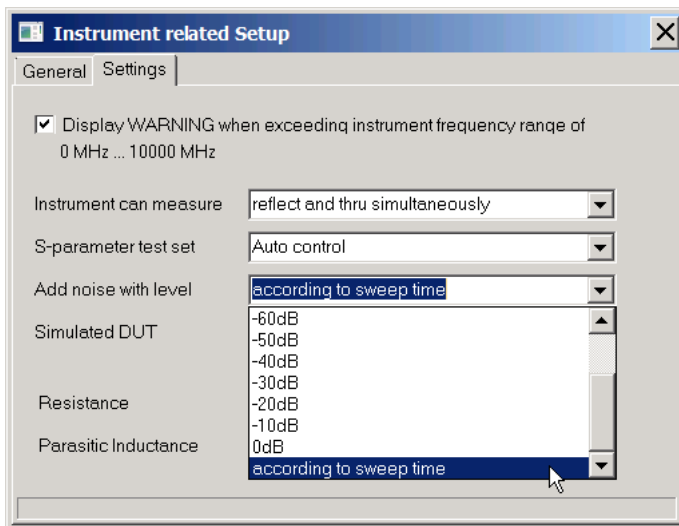 Instrument related Setup
General Settings
Display WARNING when exceeding instrument frequency range of
0 MHz ... 10000 MHz
Instrument can measure reflect and thru simultaneously
S-parameter test set Auto control
Add noise with level according to sweep time
Simulated DUT
-60dB
-50dB
-40dB
-30dB
-20dB
-10dB
0dB
according to sweep time
Resistance
Parasitic Inductance